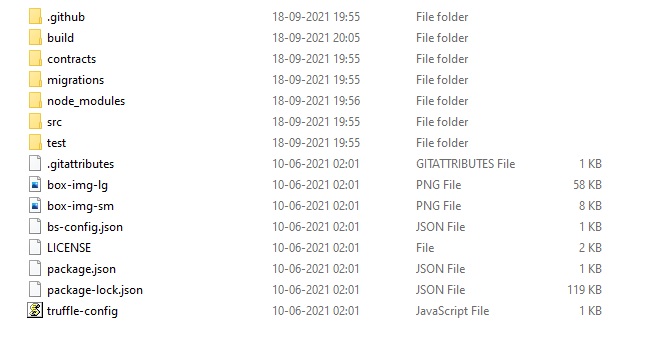 .github 18-09-2021 19:55 File folder
build 18-09-2021 20:05 File folder
contracts 18-09-2021 19:55 File folder
migrations 18-09-2021 19:55 File folder
node_modules 18-09-2021 19:56 File folder
src 18-09-2021 19:55 File folder
test 18-09-2021 19:55 File folder
.gitattributes 10-06-2021 02:01 GITATTRIBUTES File 1 KB
box-img-lg 10-06-2021 02:01 PNG File 58 KB
box-img-sm 10-06-2021 02:01 PNG File 8 KB
bs-config.json 10-06-2021 02:01 JSON File 1 KB
LICENSE 10-06-2021 02:01 File 2 KB
package.json 10-06-2021 02:01 JSON File 1 KB
package-lock.json 10-06-2021 02:01 JSON File 119 KB
truffle-config 10-06-2021 02:01 JavaScript File 1 KB